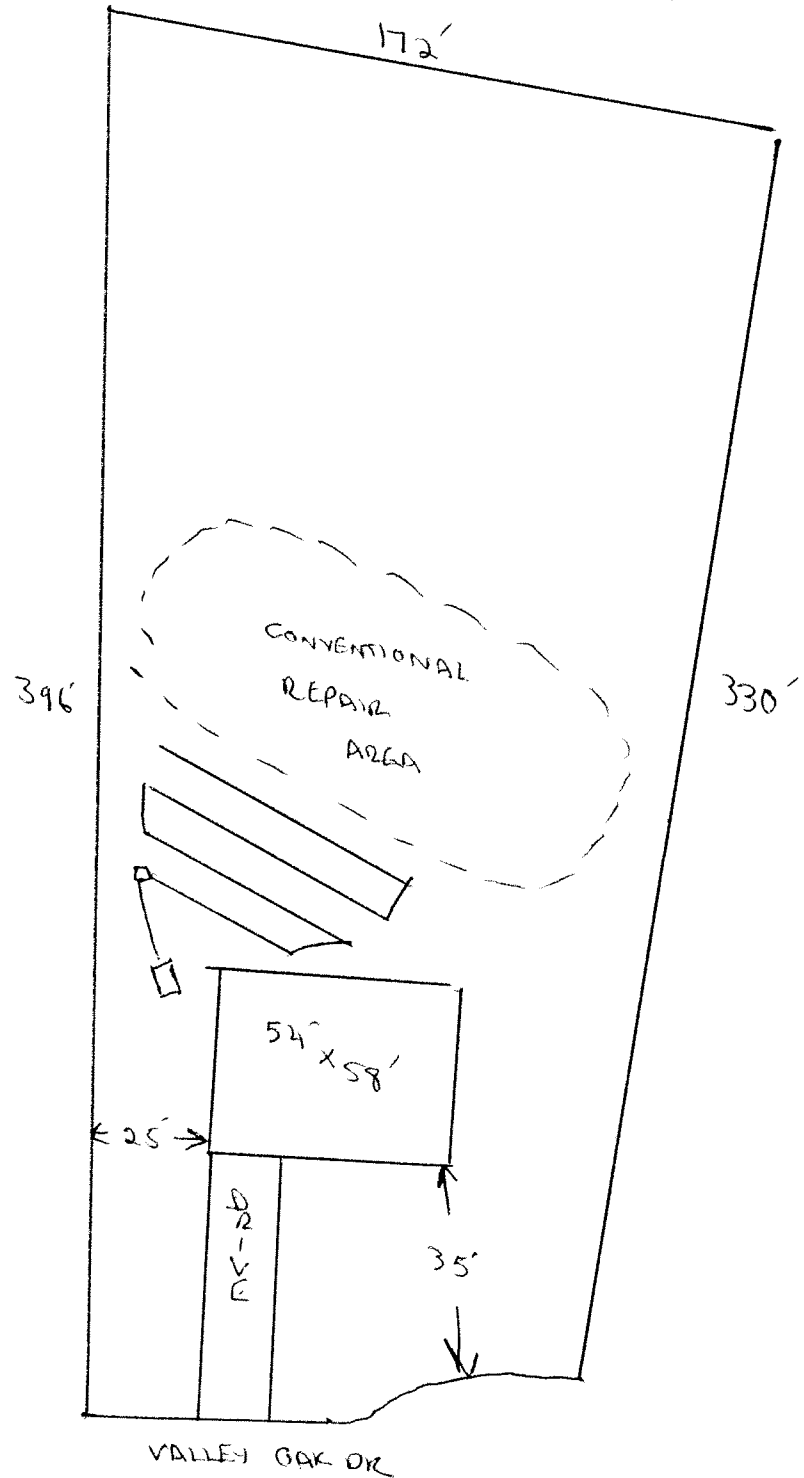 172'
CONVENTIONAL
REPAIR
AREA
396'
330'
54' x 58'
25'
DRIVE
35'
VALLEY OAK DR